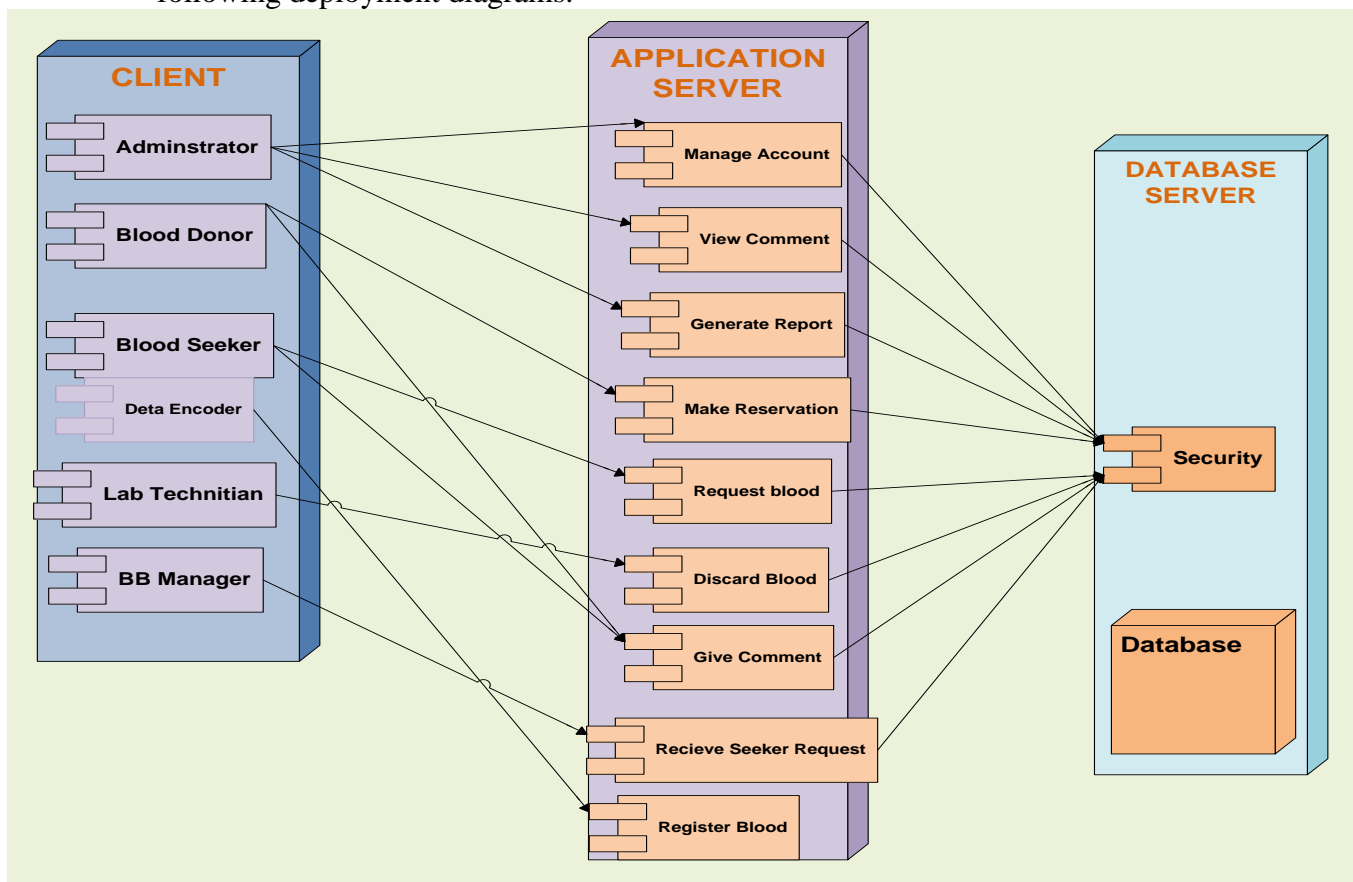 following deployment diagrams.
CLIENT
Adminstrator
Blood Donor
Blood Seeker
Deta Encoder
Lab Technitian
BB Manager
APPLICATION
SERVER
Manage Account
View Comment
Generate Report
Make Reservation
Request blood
Discard Blood
Give Comment
Recieve Seeker Request
Register Blood
DATABASE
SERVER
Security
Database